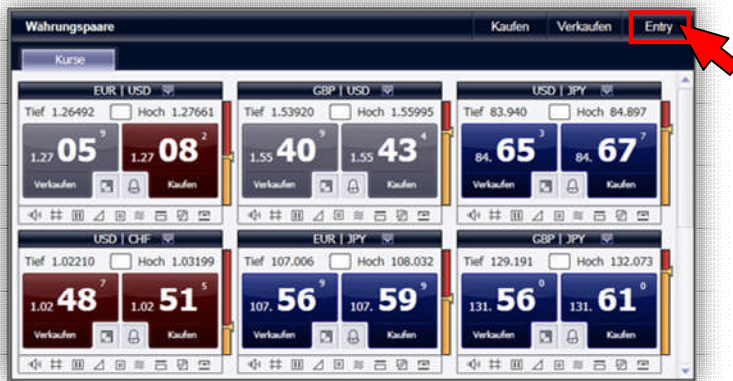 Währungspaare Kaufen Verkaufen Entry
Kurse
EUR | USD
Tief 1.26492 Hoch 1.27661
1.27 05 9 1.27 08 2
Verkaufen Kaufen
GBP | USD
Tief 1.53920 Hoch 1.55995
1.55 40 9 1.55 43 4
Verkaufen Kaufen
USD | JPY
Tief 83.940 Hoch 84.897
84. 65 3 84. 67 7
Verkaufen Kaufen
USD | CHF
Tief 1.02210 Hoch 1.03199
1.02 48 7 1.02 51 5
Verkaufen Kaufen
EUR | JPY
Tief 107.006 Hoch 108.032
107. 56 9 107. 59 9
Verkaufen Kaufen
GBP | JPY
Tief 129.191 Hoch 132.073
131. 56 0 131. 61 0
Verkaufen Kaufen